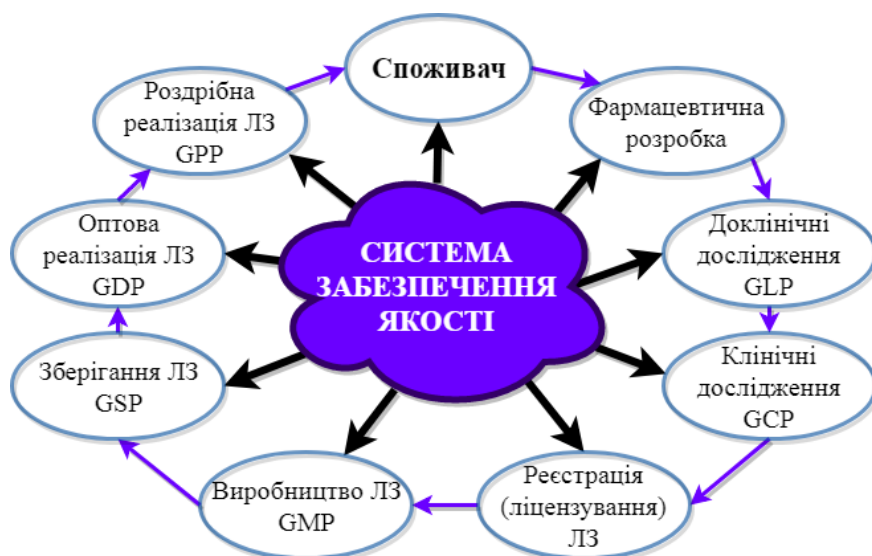 Споживач
Фармацевтична
розробка
Доклінічні
дослідження
GLP
Клінічні
дослідження
GCP
Реєстрація
(ліцензування)
ЛЗ
Виробництво ЛЗ
GMP
Зберігання ЛЗ
GSP
Оптова
реалізація ЛЗ
GDP
Роздрібна
реалізація ЛЗ
GPP
СИСТЕМА
ЗАБЕЗПЕЧЕННЯ
ЯКОСТІ